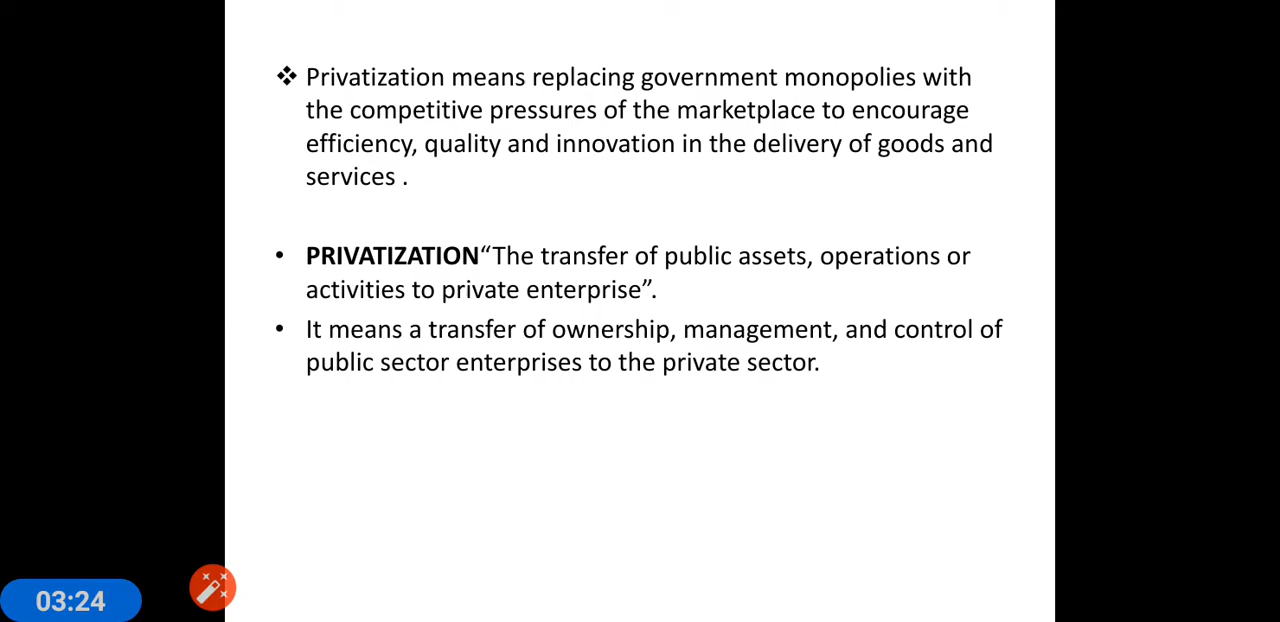 ❖ Privatization means replacing government monopolies with
the competitive pressures of the marketplace to encourage
efficiency, quality and innovation in the delivery of goods and
services .
• PRIVATIZATION“The transfer of public assets, operations or
activities to private enterprise”.
• It means a transfer of ownership, management, and control of
public sector enterprises to the private sector.
03:24